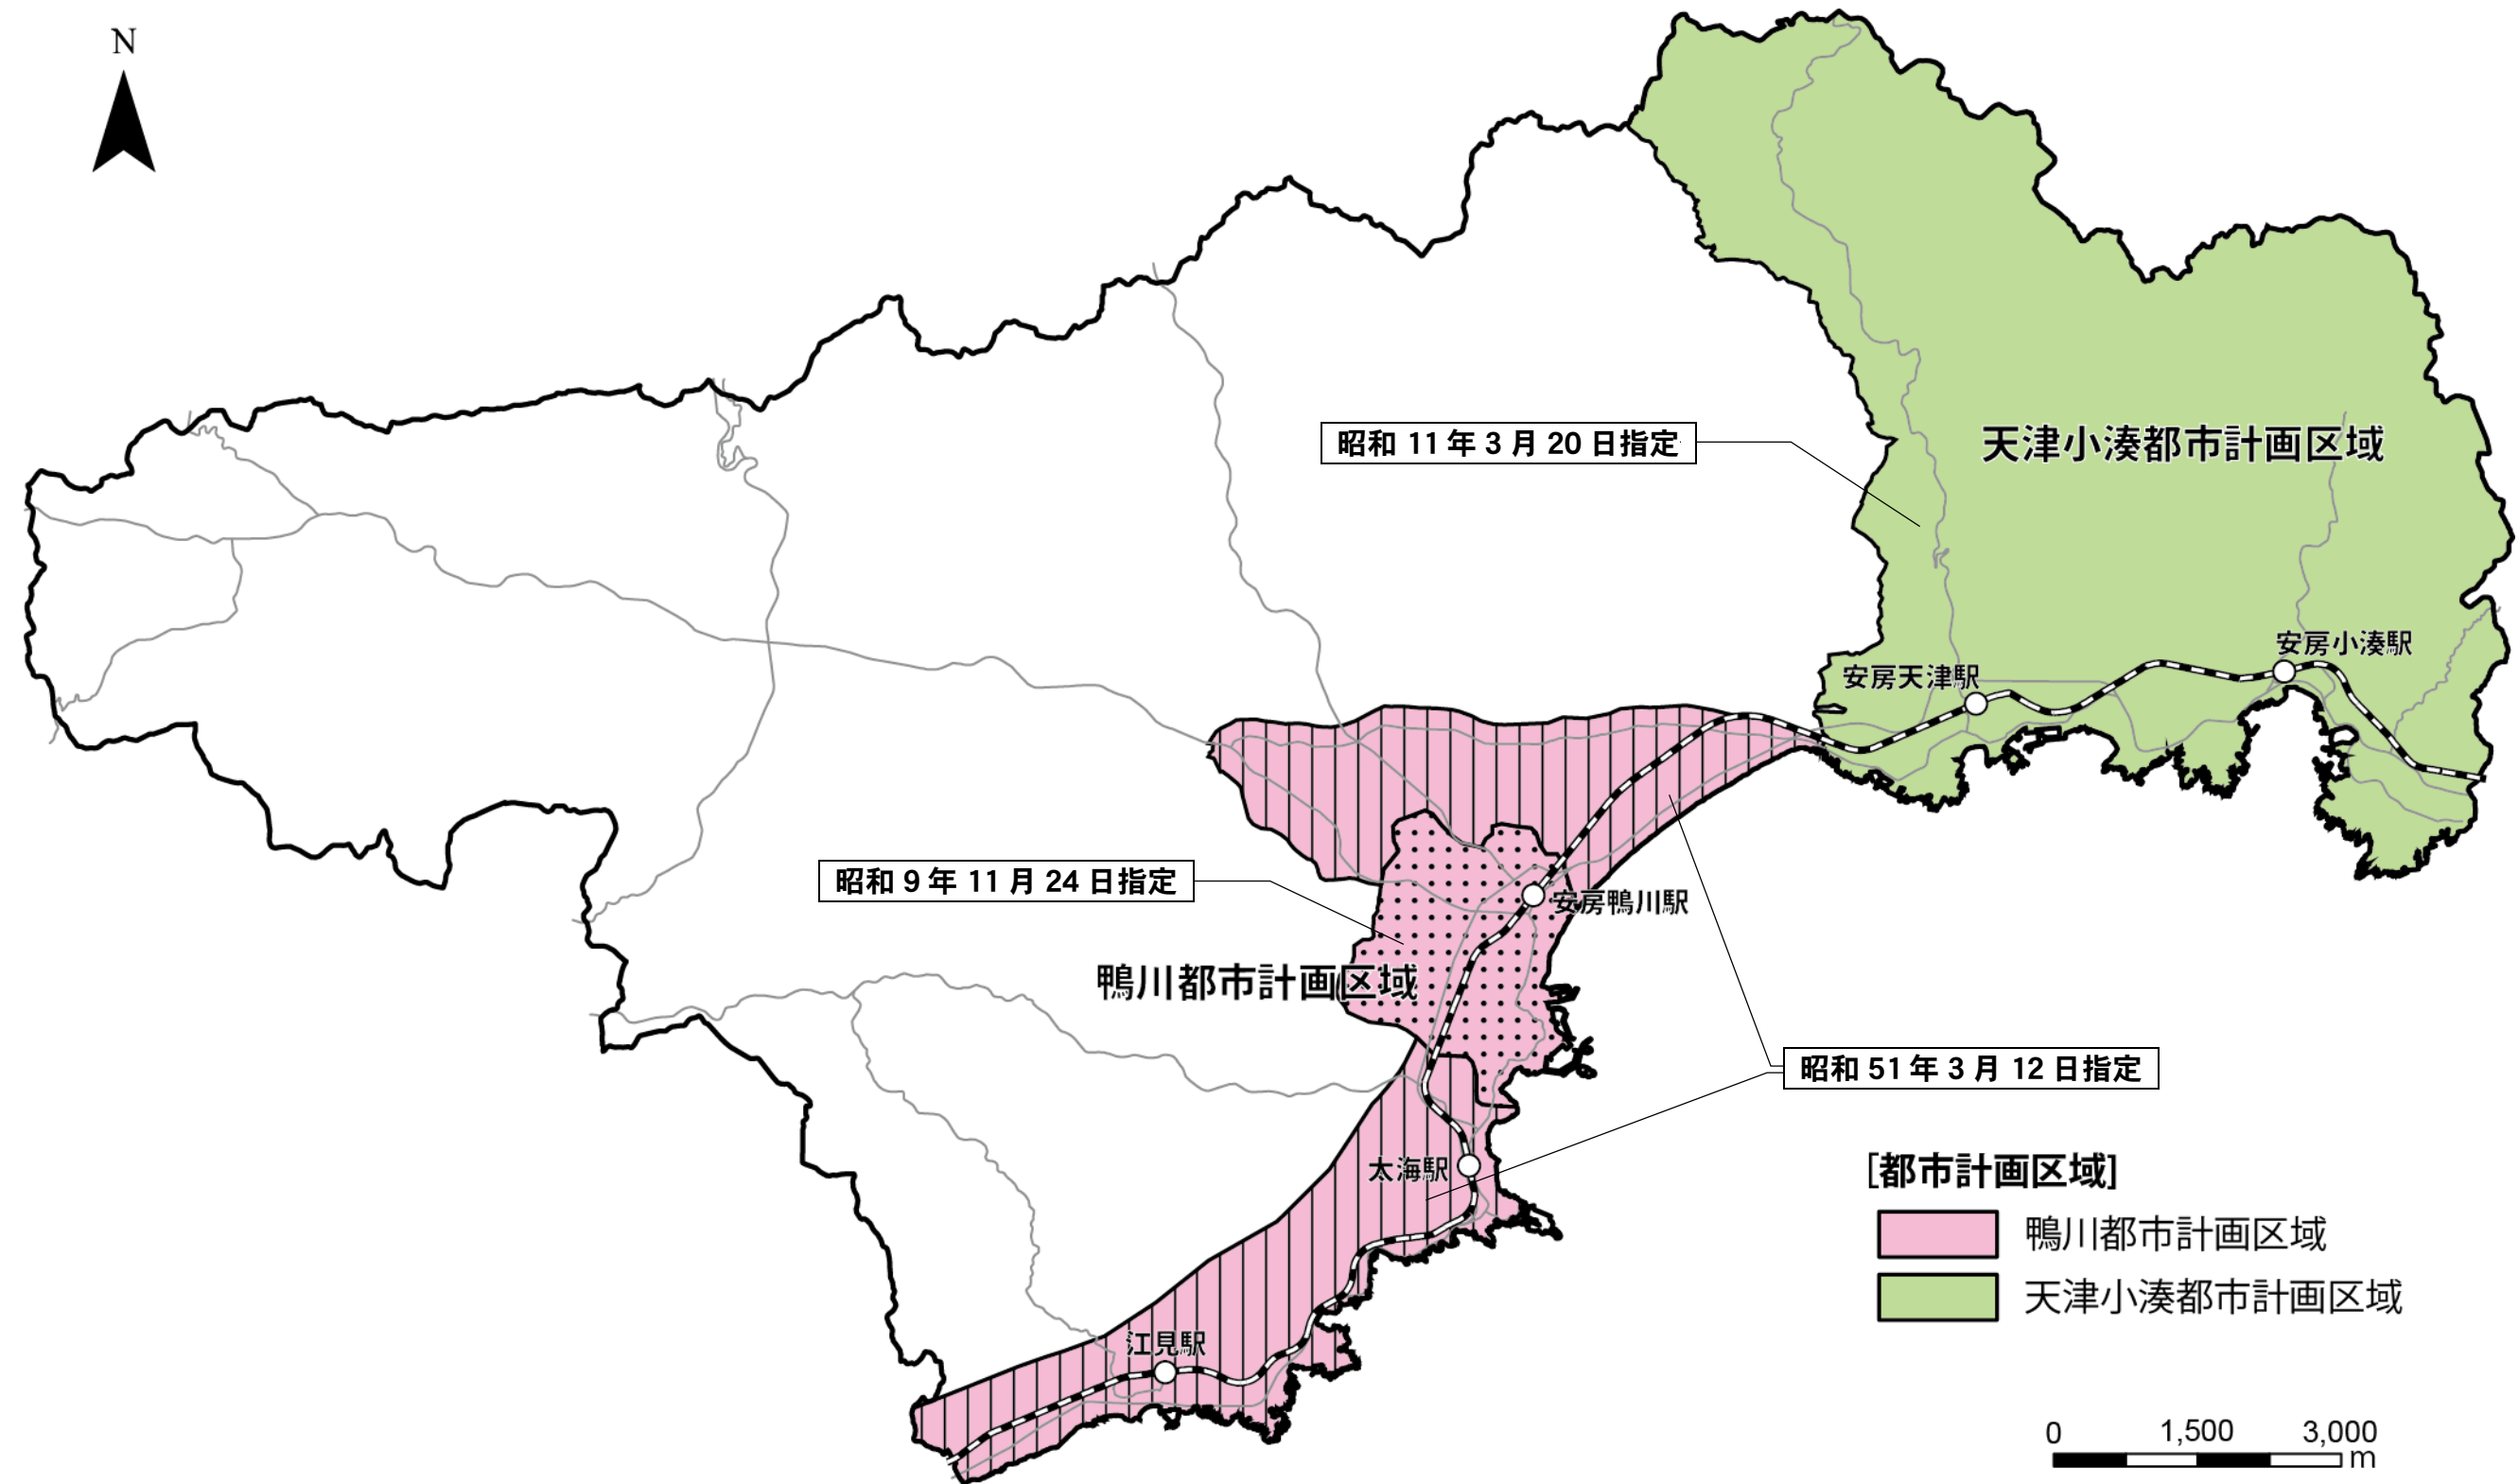 N
昭和 11 年 3 月 20 日指定
天津小湊都市計画区域
安房小湊駅
安房天津駅
昭和 9 年 11 月 24 日指定
安房鴨川駅
鴨川都市計画区域
昭和 51 年 3 月 12 日指定
太海駅
[都市計画区域]
鴨川都市計画区域
天津小湊都市計画区域
江見駅
0 1,500 3,000
m